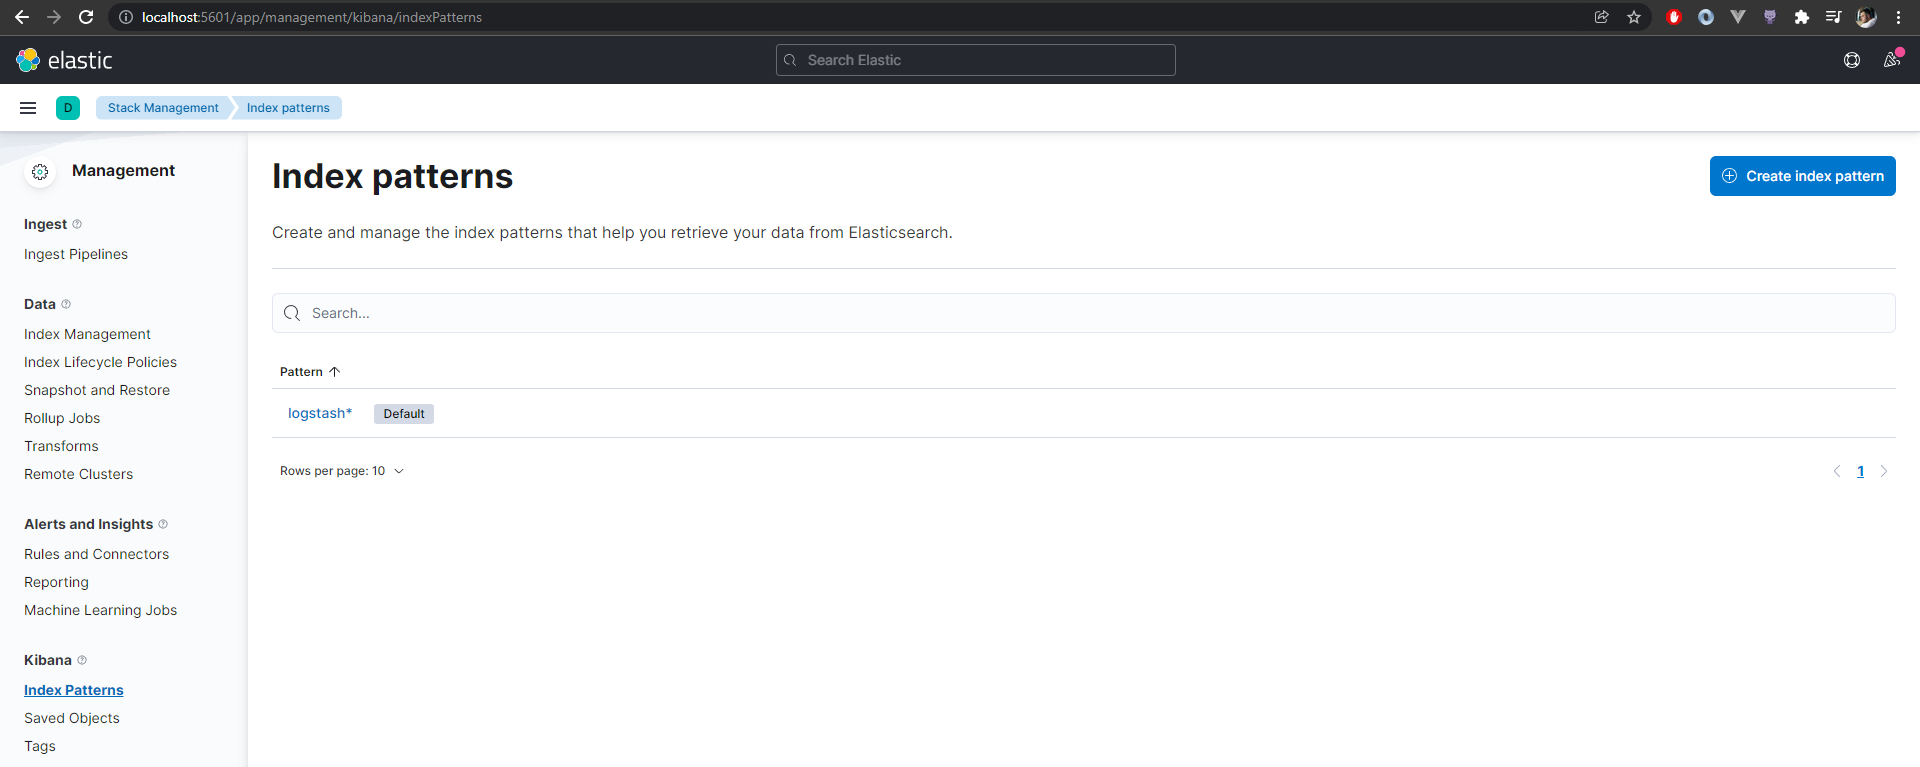 localhost:5601/app/management/kibana/indexPatterns
elastic
Search Elastic
D
Stack Management
Index patterns
Management
Ingest
Ingest Pipelines
Data
Index Management
Index Lifecycle Policies
Snapshot and Restore
Rollup Jobs
Transforms
Remote Clusters
Alerts and Insights
Rules and Connectors
Reporting
Machine Learning Jobs
Kibana
Index Patterns
Saved Objects
Tags
Index patterns
Create index pattern
Create and manage the index patterns that help you retrieve your data from Elasticsearch.
Search...
Pattern
logstash* Default
Rows per page: 10
1